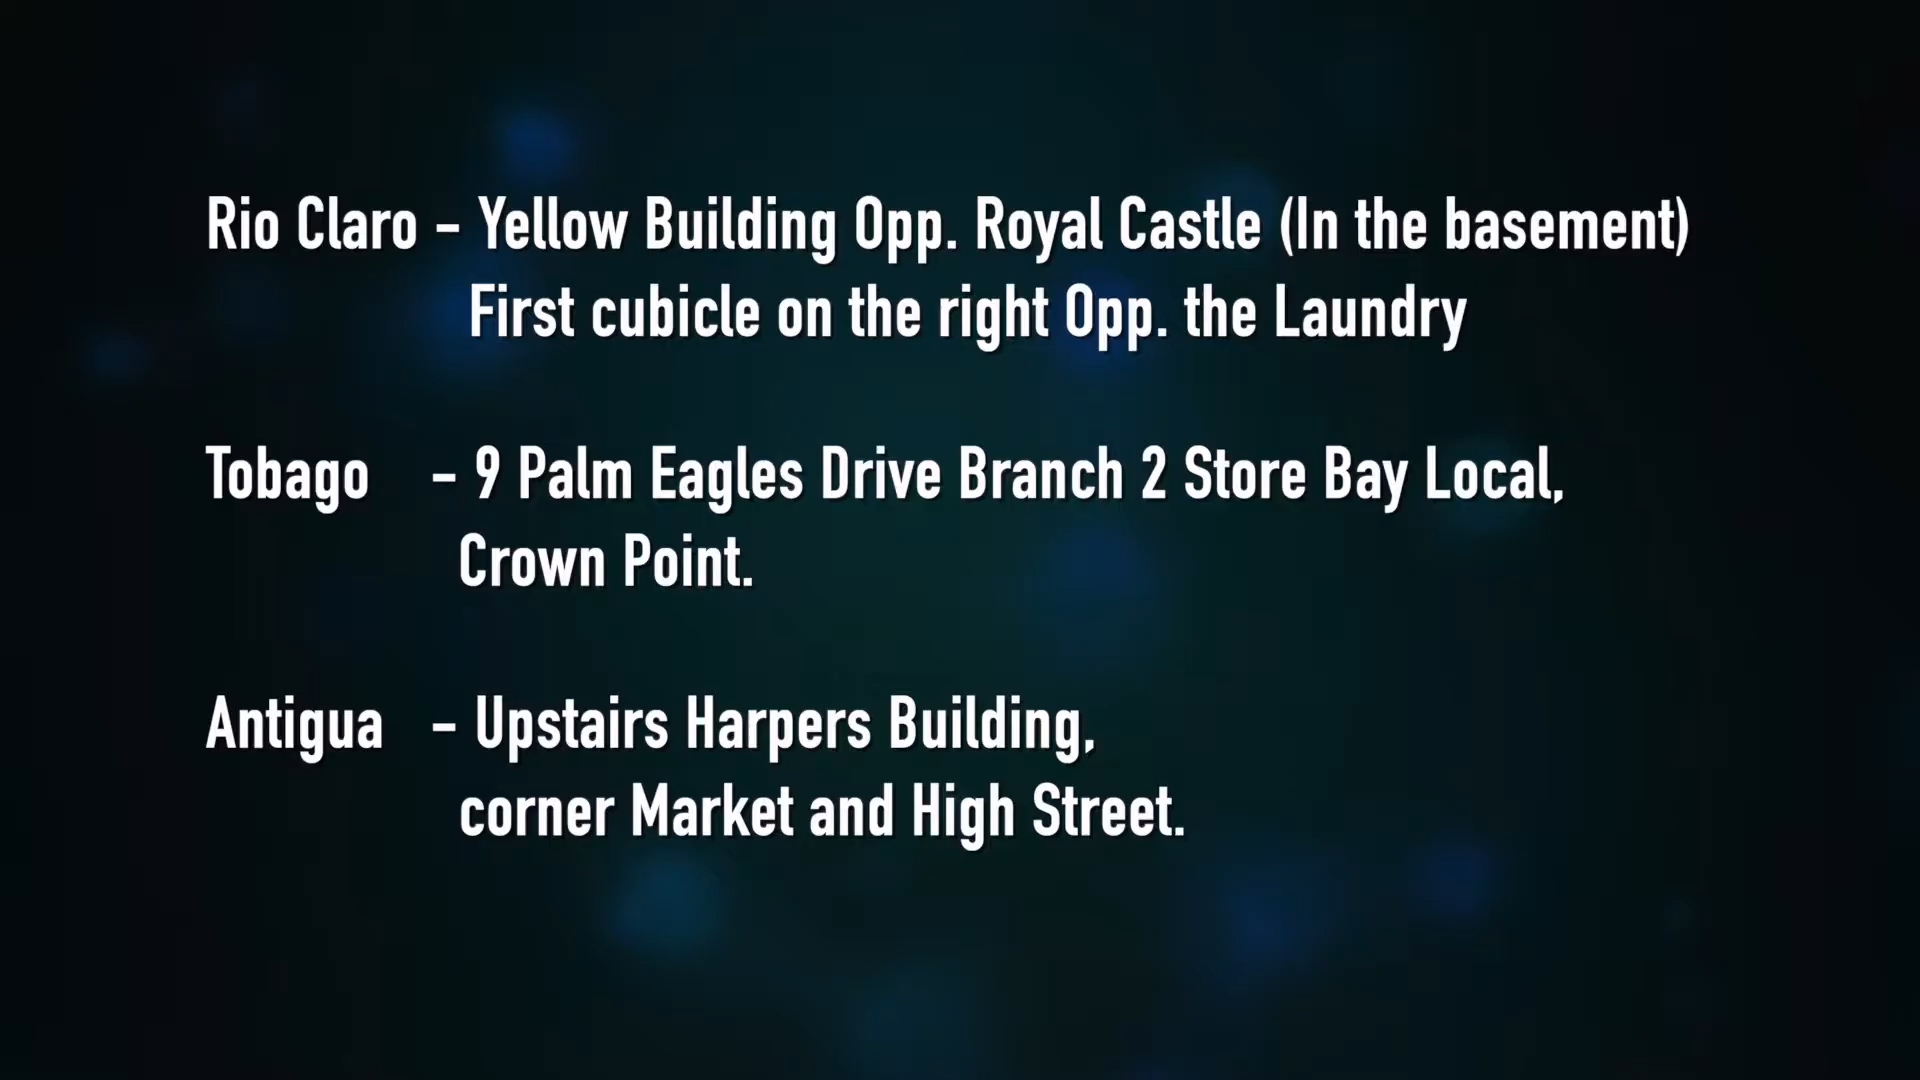 Rio Claro – Yellow Building Opp. Royal Castle (In the basement)
First cubicle on the right Opp. the Laundry
Tobago – 9 Palm Eagles Drive Branch 2 Store Bay Local,
Crown Point.
Antigua – Upstairs Harpers Building,
corner Market and High Street.